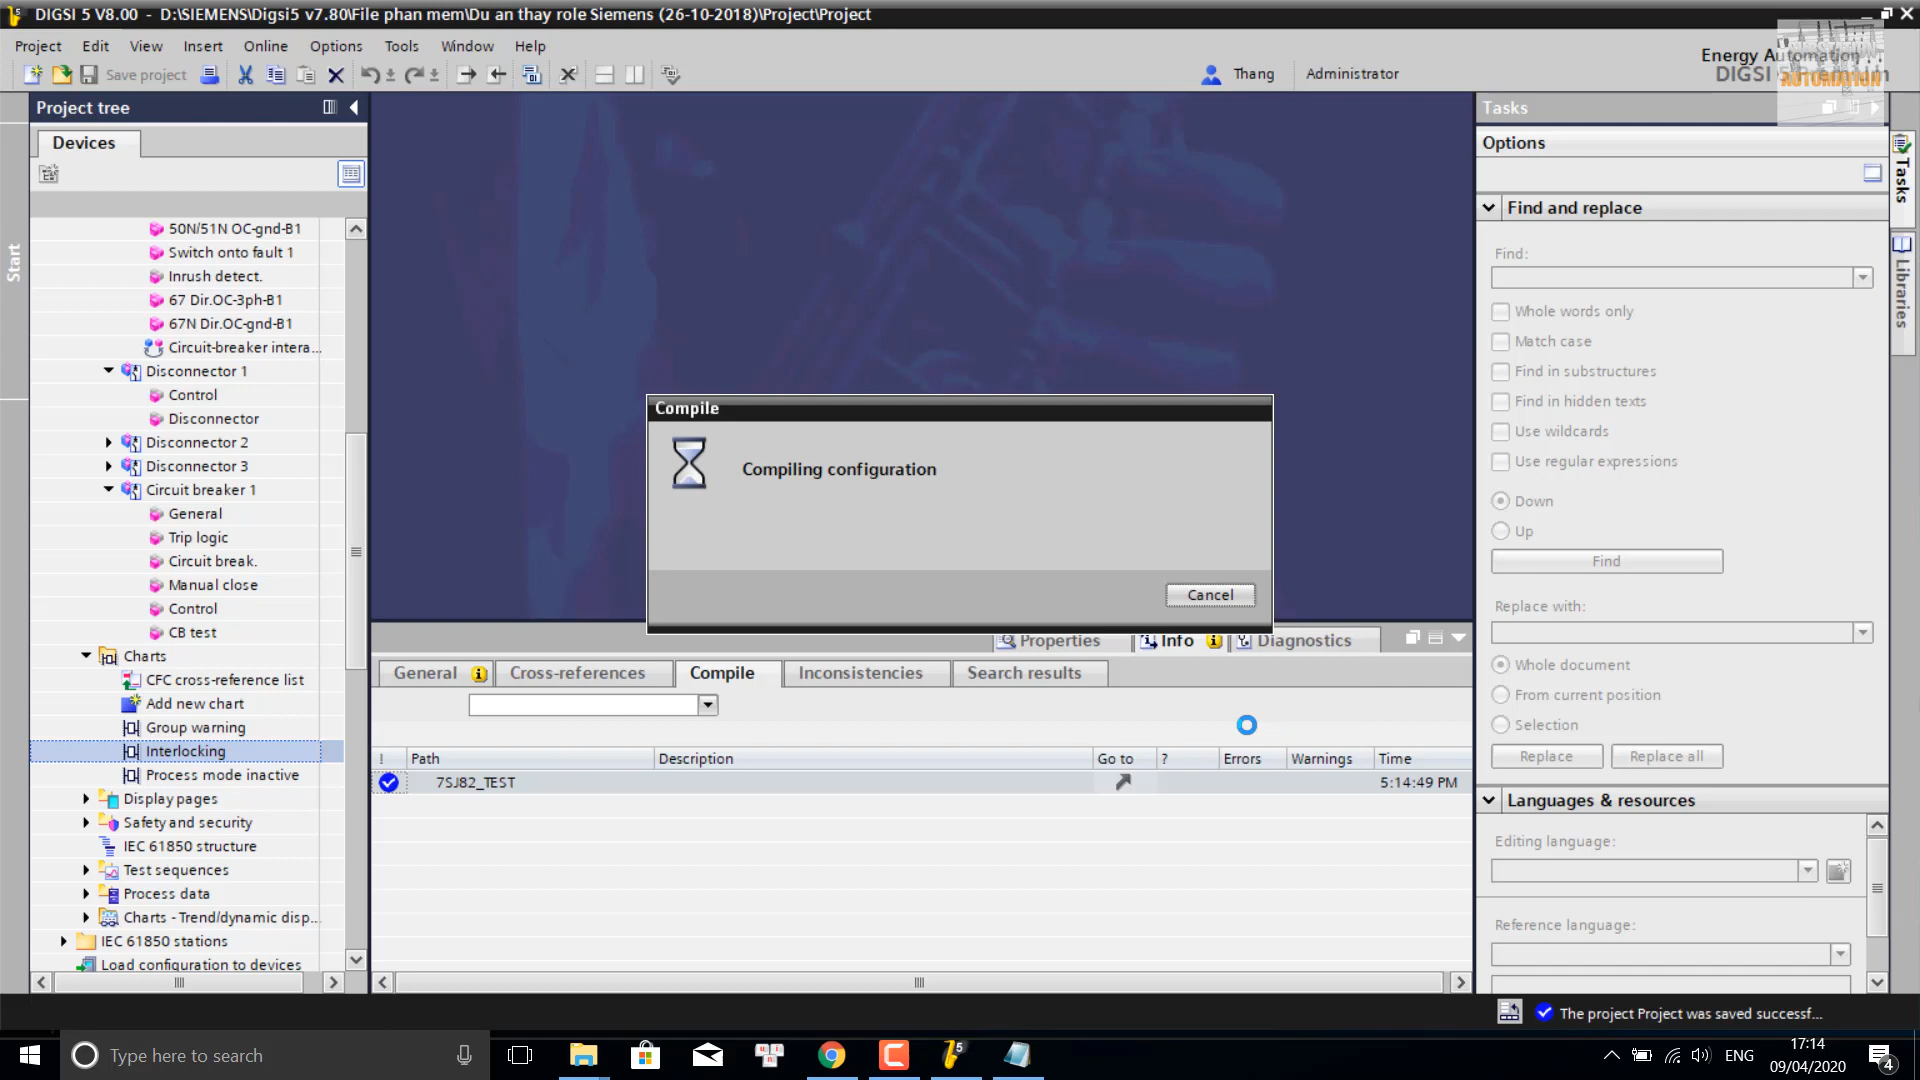 DIGSI 5 V8.00 - D:\SIEMENS\Digsi5 v7.80\File phan mem\Du an thay role Siemens (26-10-2018)\Project\Project
Project Edit View Insert Online Options Tools Window Help
Save project
Thang Administrator
Energy Automation
DIGSI 5 Premium
AUTOMATION
Project tree
Devices
Start
50N/51N OC-gnd-B1
Switch onto fault 1
Inrush detect.
67 Dir.OC-3ph-B1
67N Dir.OC-gnd-B1
Circuit-breaker intera...
Disconnector 1
Control
Disconnector
Disconnector 2
Disconnector 3
Circuit breaker 1
General
Trip logic
Circuit break.
Manual close
Control
CB test
Charts
CFC cross-reference list
Add new chart
Group warning
Interlocking
Process mode inactive
Display pages
Safety and security
IEC 61850 structure
Test sequences
Process data
Charts - Trend/dynamic disp...
IEC 61850 stations
Load configuration to devices
Compile
Compiling configuration
Cancel
Properties Info Diagnostics
General Cross-references Compile Inconsistencies Search results
! Path Description Go to ? Errors Warnings Time
7SJ82_TEST 5:14:49 PM
Tasks
Options
Find and replace
Find:
Whole words only
Match case
Find in substructures
Find in hidden texts
Use wildcards
Use regular expressions
Down
Up
Find
Replace with:
Whole document
From current position
Selection
Replace Replace all
Languages & resources
Editing language:
Reference language:
Tasks
Libraries
The project Project was saved successf...
Type here to search
5
ENG
17:14
09/04/2020
4